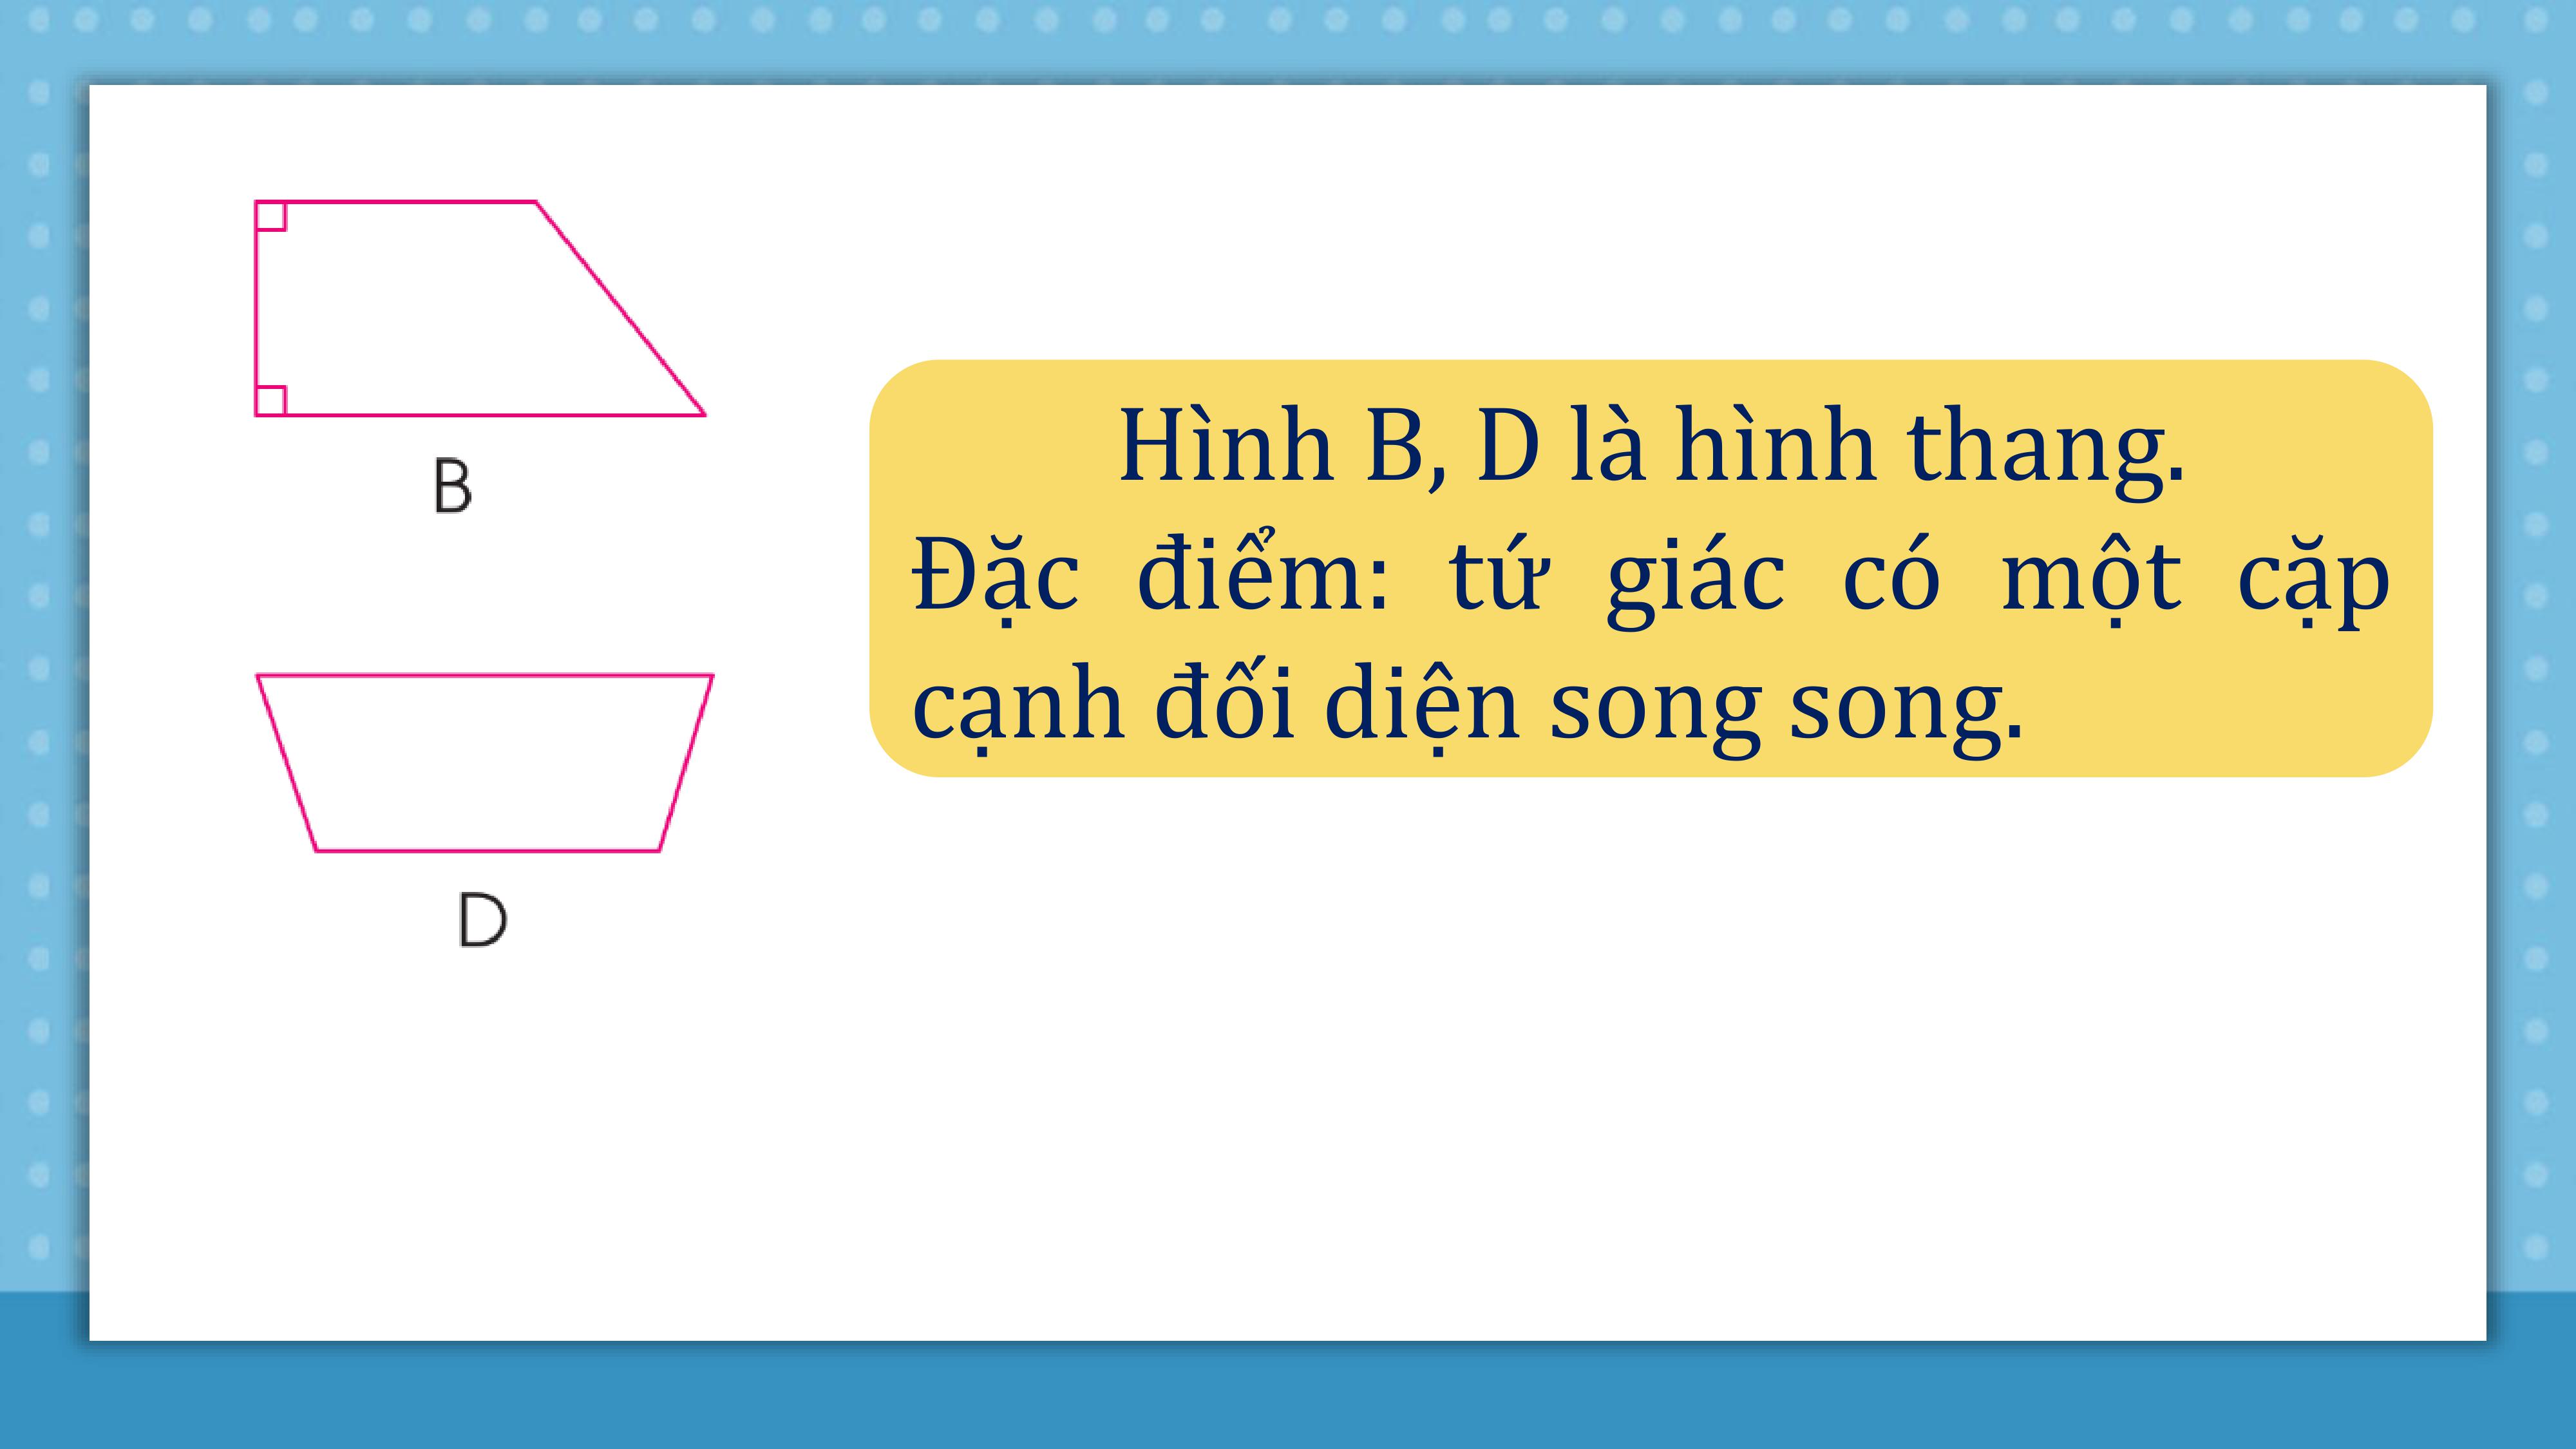 B
Hình B, D là hình thang.
Đặc điểm: tứ giác có một cặp
cạnh đối diện song song.
D